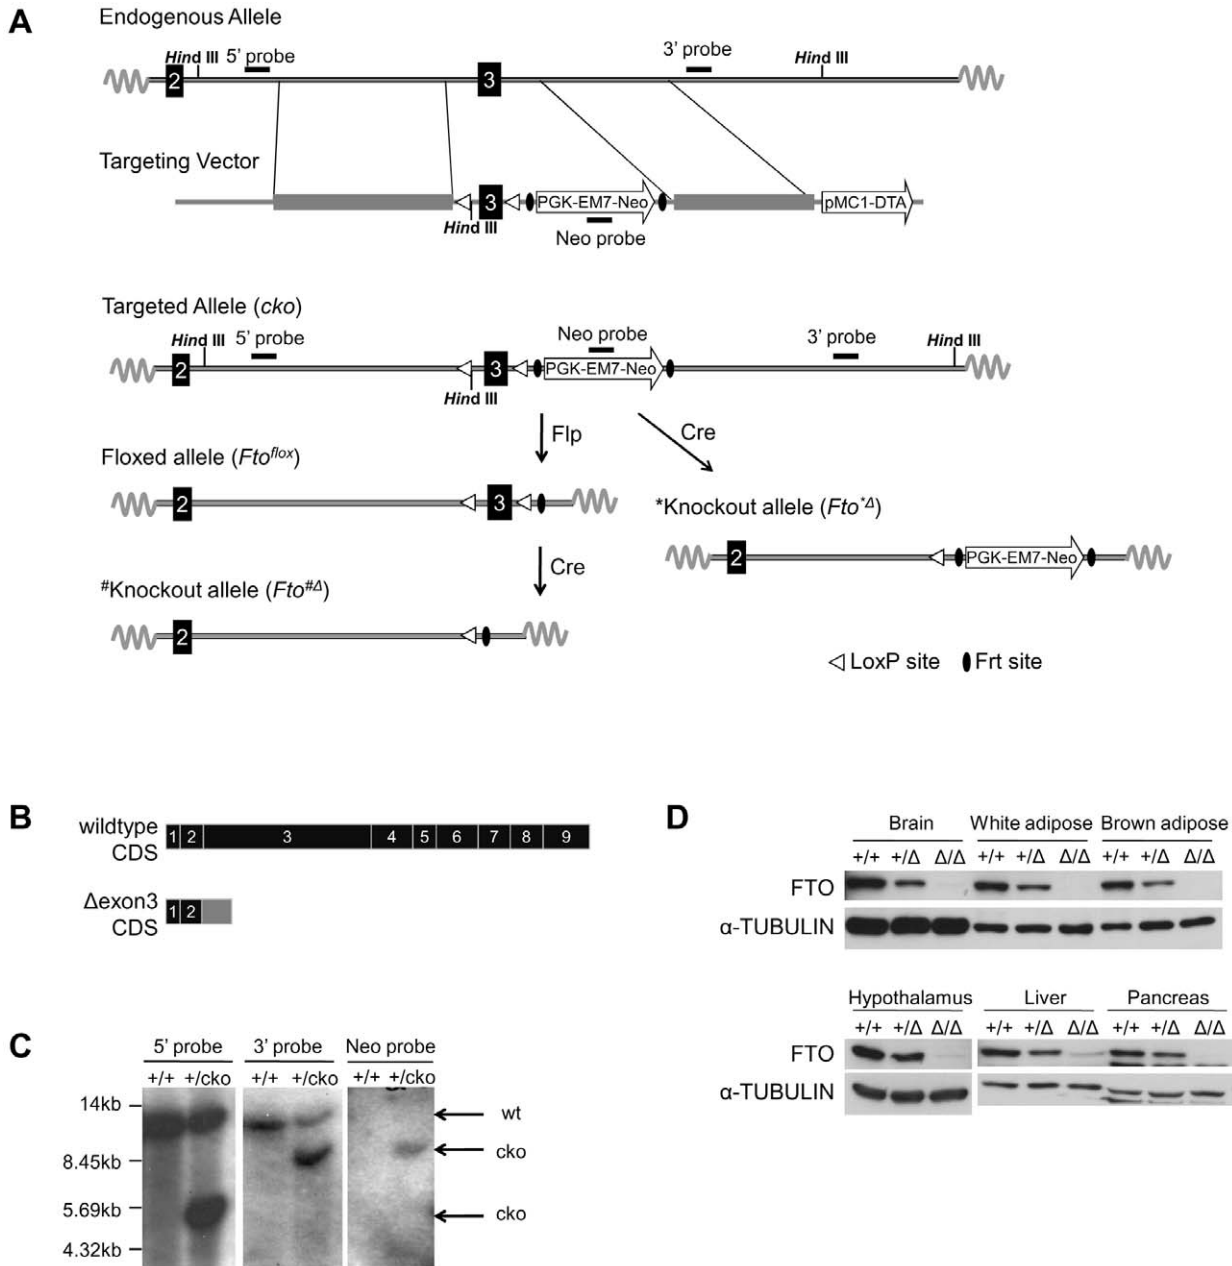 A
Endogenous Allele
Hind III 5’ probe 3’ probe Hind III
2 3
Targeting Vector
3 PGK-EM7-Neo pMC1-DTA
Hind III Neo probe
Targeted Allele (cko)
Hind III 5’ probe Neo probe 3’ probe Hind III
2 3 PGK-EM7-Neo
Hind III
Flp Cre
Floxed allele (Fto^flox)
2 3
*Knockout allele (Fto^*Δ)
2 PGK-EM7-Neo
Cre
#Knockout allele (Fto^#Δ)
2
LoxP site Frt site
B
wildtype CDS
1 2 3 4 5 6 7 8 9
Δexon3 CDS
1 2
C
5’ probe 3’ probe Neo probe
+/+ +/cko +/+ +/cko +/+ +/cko
14kb wt
8.45kb cko
5.69kb cko
4.32kb
D
Brain White adipose Brown adipose
+/+ +/Δ Δ/Δ +/+ +/Δ Δ/Δ +/+ +/Δ Δ/Δ
FTO
α-TUBULIN
Hypothalamus Liver Pancreas
+/+ +/Δ Δ/Δ +/+ +/Δ Δ/Δ +/+ +/Δ Δ/Δ
FTO
α-TUBULIN